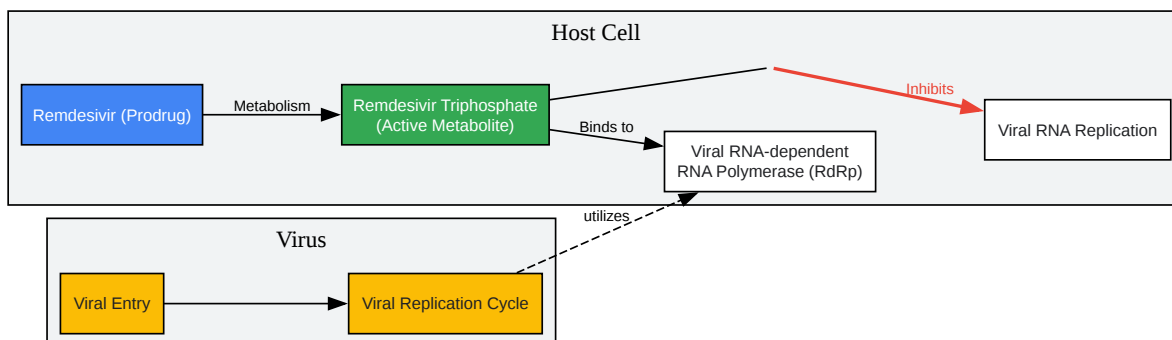 Host Cell
Remdesivir (Prodrug)
Metabolism
Remdesivir Triphosphate
(Active Metabolite)
Binds to
Inhibits
Viral RNA Replication
Viral RNA-dependent
RNA Polymerase (RdRp)
utilizes
Virus
Viral Entry
Viral Replication Cycle